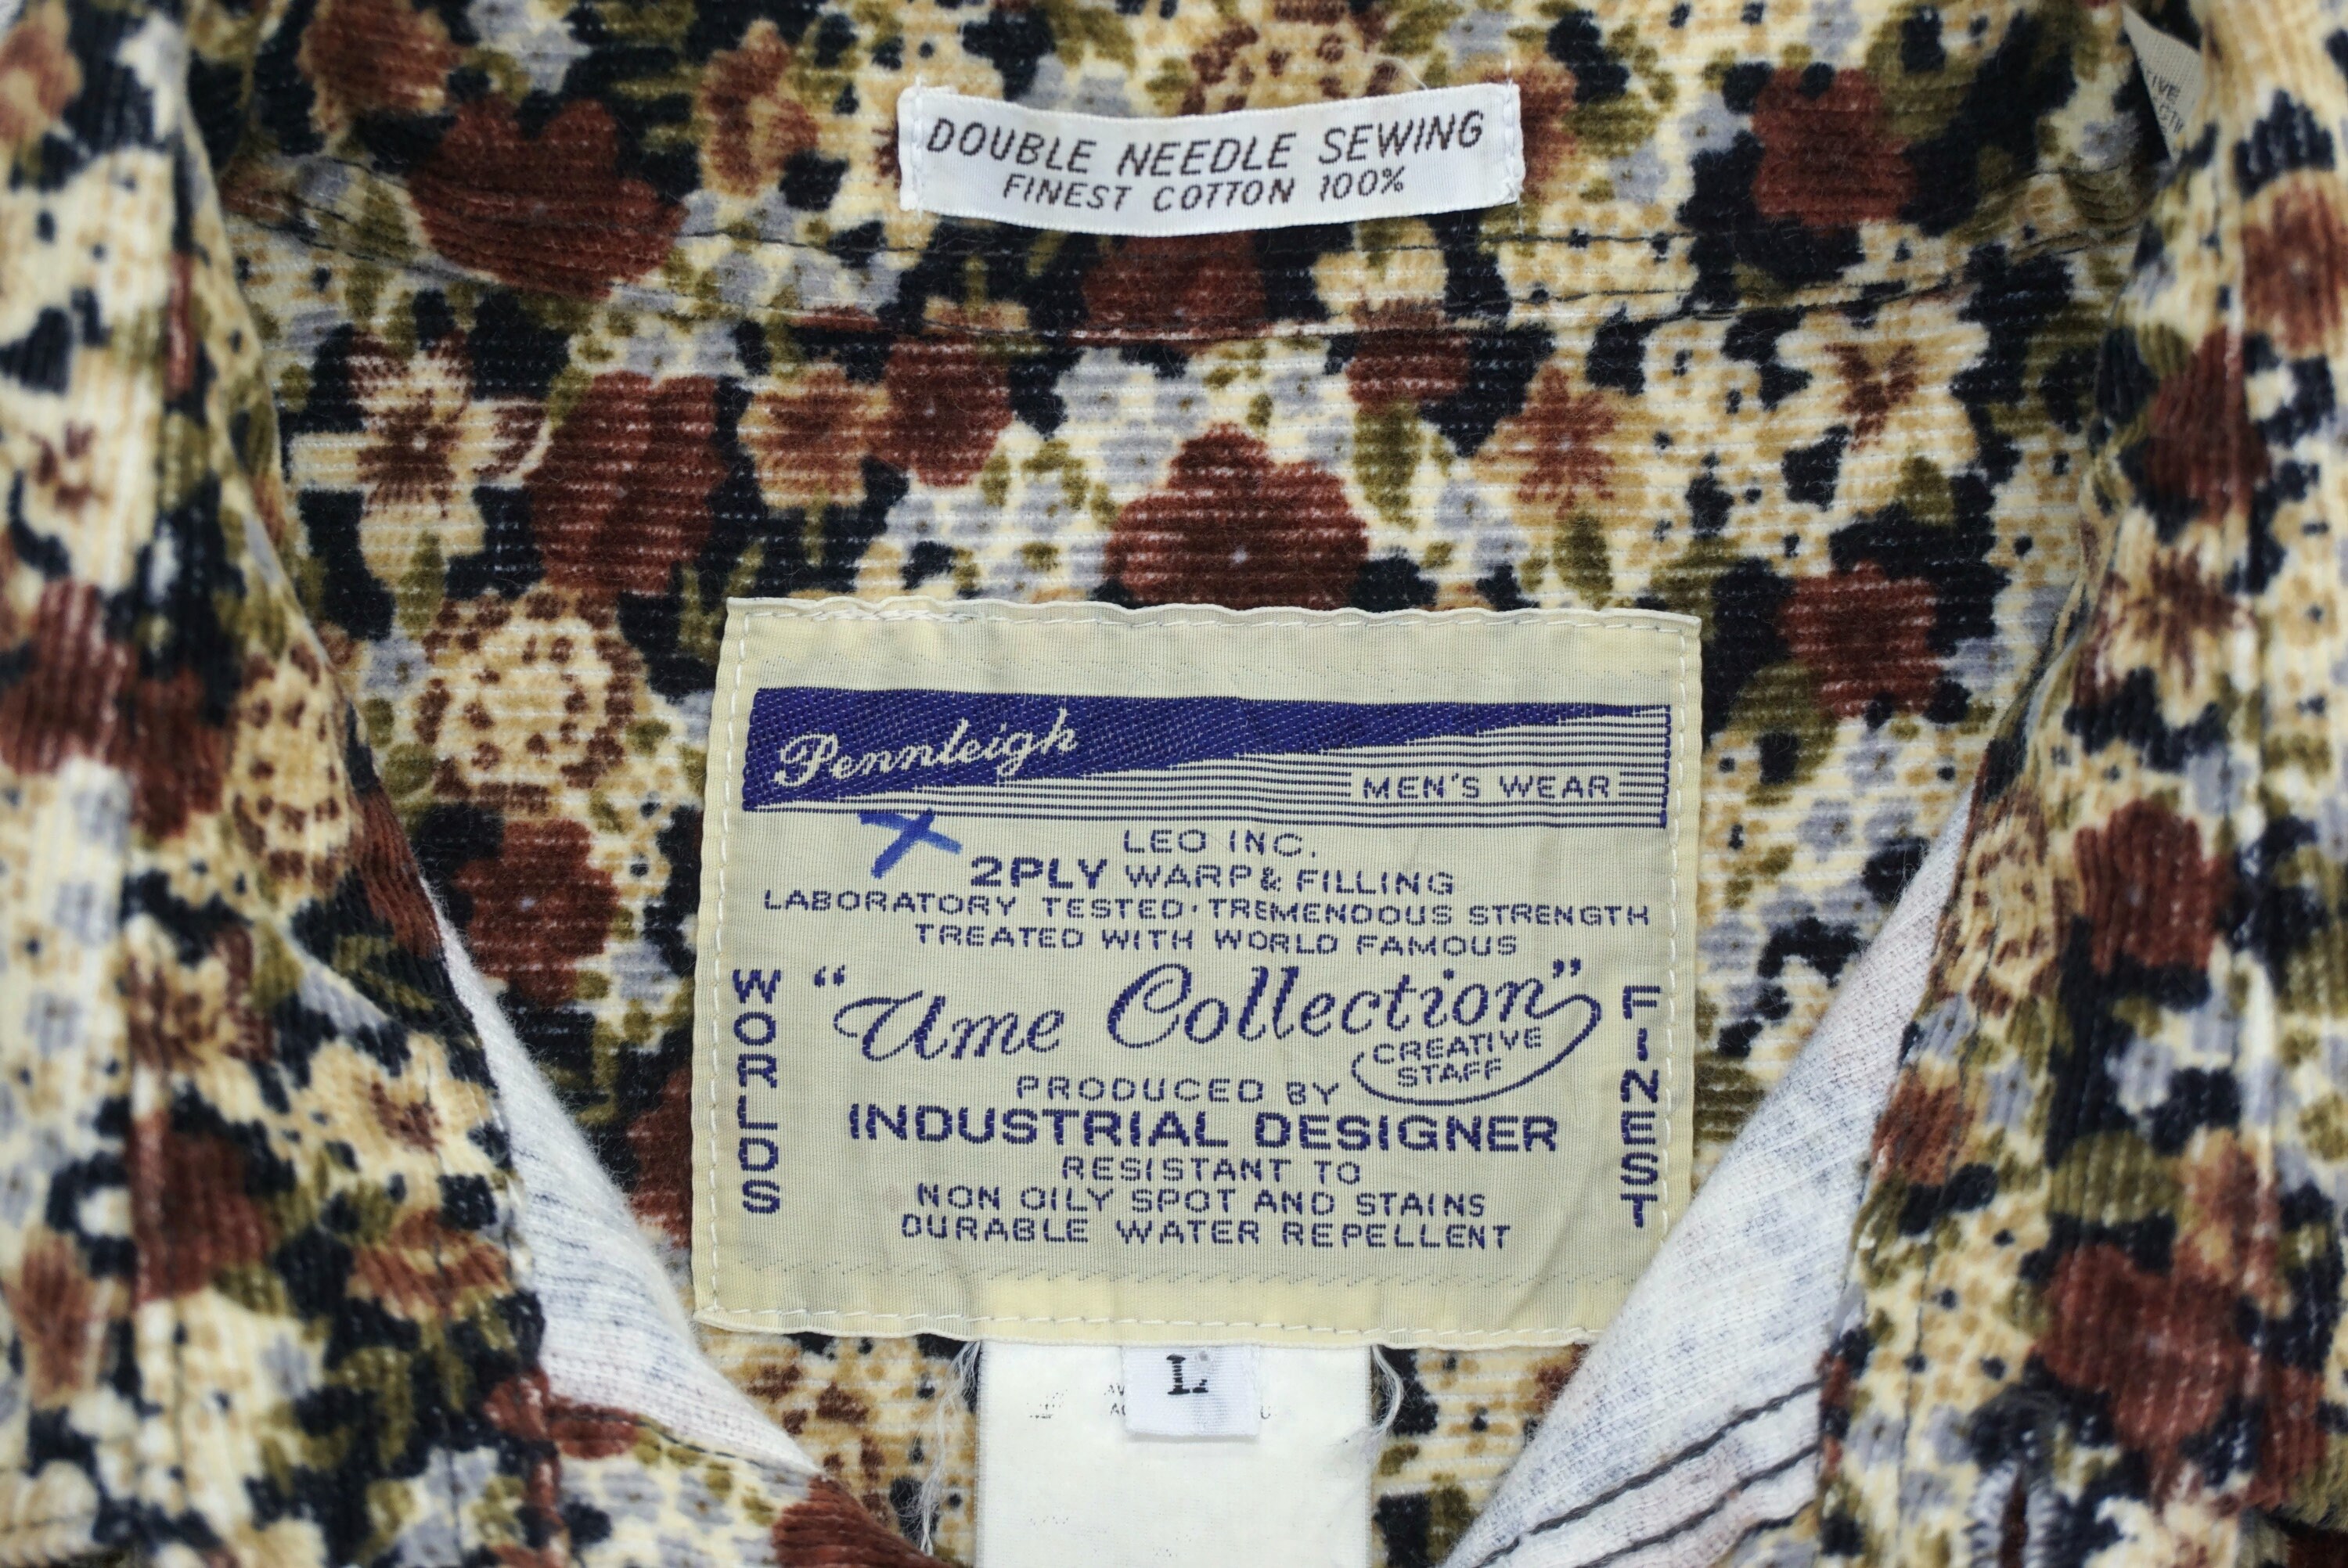 DOUBLE NEEDLE SEWING
FINEST COTTON 100%
Pennleigh
MEN'S WEAR
LEO INC.
2PLY WARP & FILLING
LABORATORY TESTED·TREMENDOUS STRENGTH
TREATED WITH WORLD FAMOUS
"Ume Collection"
CREATIVE
STAFF
PRODUCED BY
INDUSTRIAL DESIGNER
RESISTANT TO
NON OILY SPOT AND STAINS
DURABLE WATER REPELLENT
WORLDS
FINEST
L